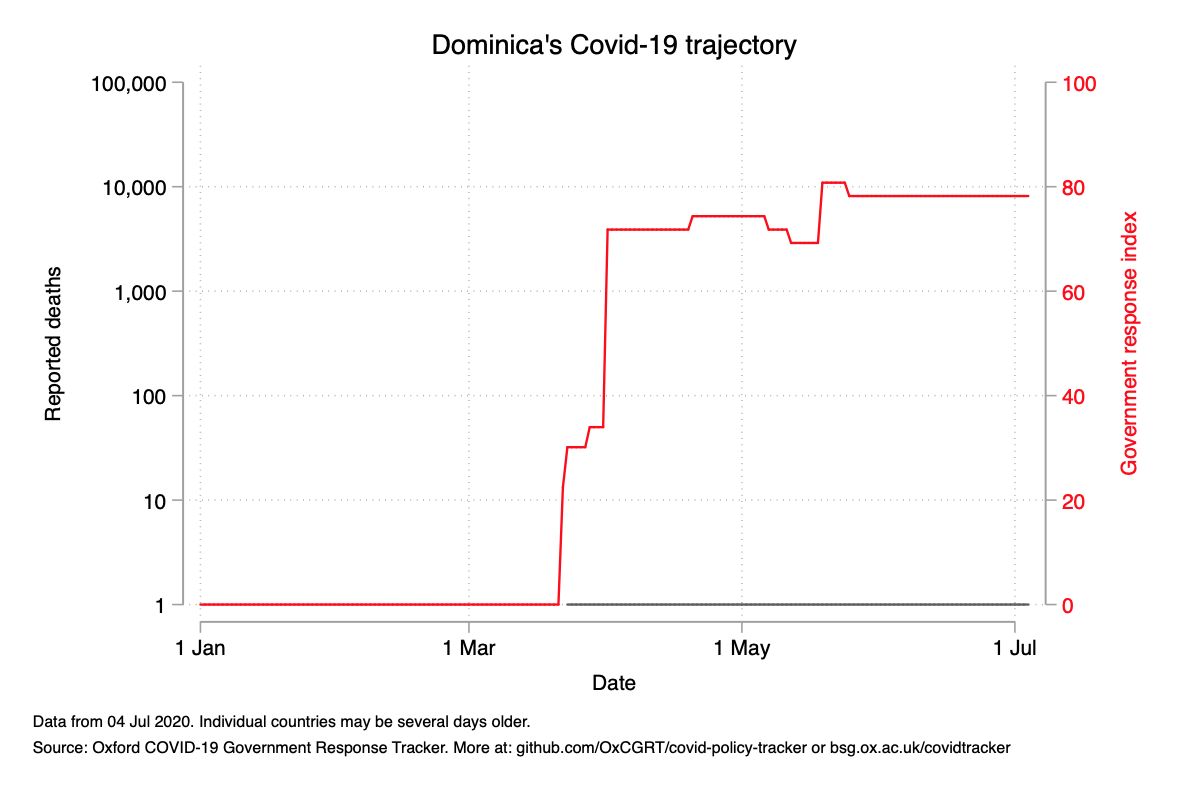 Dominica's Covid-19 trajectory
100,000
10,000
1,000
100
10
1
Reported deaths
100
80
60
40
20
0
Government response index
1 Jan
1 Mar
1 May
1 Jul
Date
Data from 04 Jul 2020. Individual countries may be several days older.
Source: Oxford COVID-19 Government Response Tracker. More at: github.com/OxCGRT/covid-policy-tracker or bsg.ox.ac.uk/covidtracker